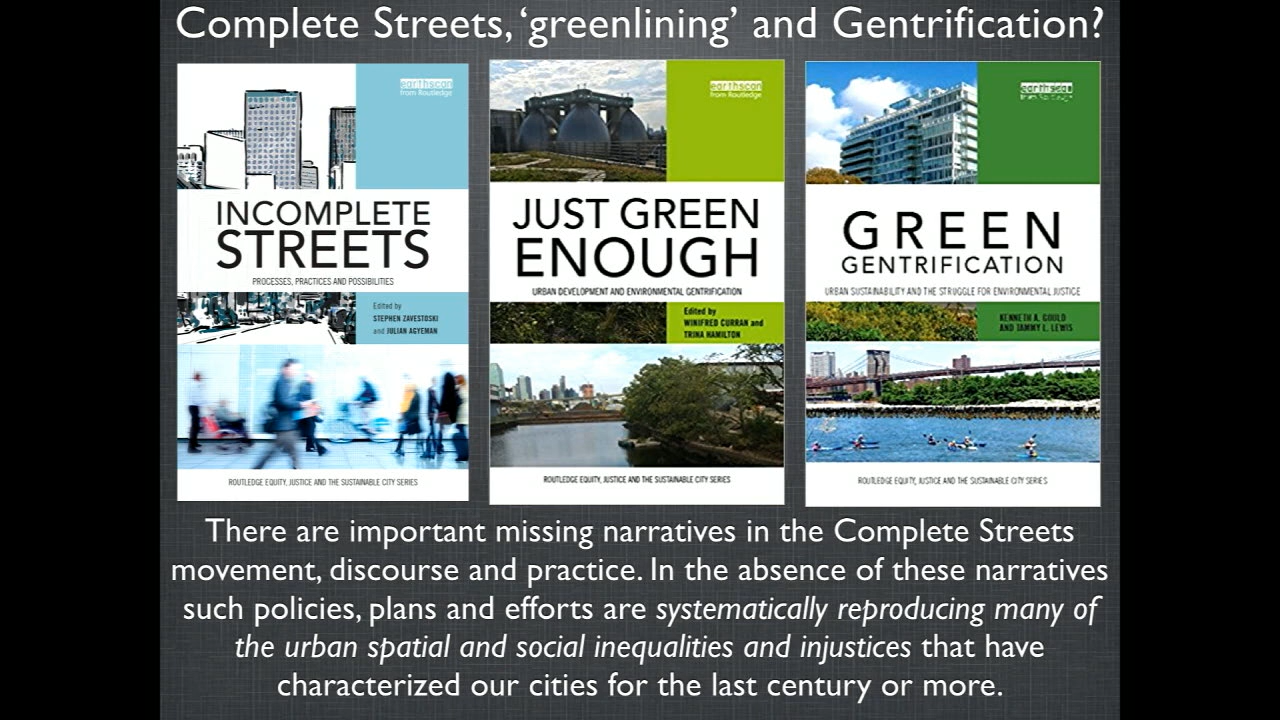 Complete Streets, ‘greenlining’ and Gentrification?
earthscan
from Routledge
INCOMPLETE
STREETS
PROCESSES, PRACTICES AND POSSIBILITIES
Edited by
STEPHEN ZAVESTOSKI
and JULIAN AGYEMAN
ROUTLEDGE EQUITY, JUSTICE AND THE SUSTAINABLE CITY SERIES
earthscan
from Routledge
JUST GREEN
ENOUGH
URBAN DEVELOPMENT AND ENVIRONMENTAL GENTRIFICATION
Edited by
WINIFRED CURRAN and
TRINA HAMILTON
ROUTLEDGE EQUITY, JUSTICE AND THE SUSTAINABLE CITY SERIES
earthscan
from Routledge
GREEN
GENTRIFICATION
URBAN SUSTAINABILITY AND THE STRUGGLE FOR ENVIRONMENTAL JUSTICE
KENNETH A. GOULD
AND TAMMY L. LEWIS
ROUTLEDGE EQUITY, JUSTICE AND THE SUSTAINABLE CITY SERIES
There are important missing narratives in the Complete Streets
movement, discourse and practice. In the absence of these narratives
such policies, plans and efforts are systematically reproducing many of
the urban spatial and social inequalities and injustices that have
characterized our cities for the last century or more.